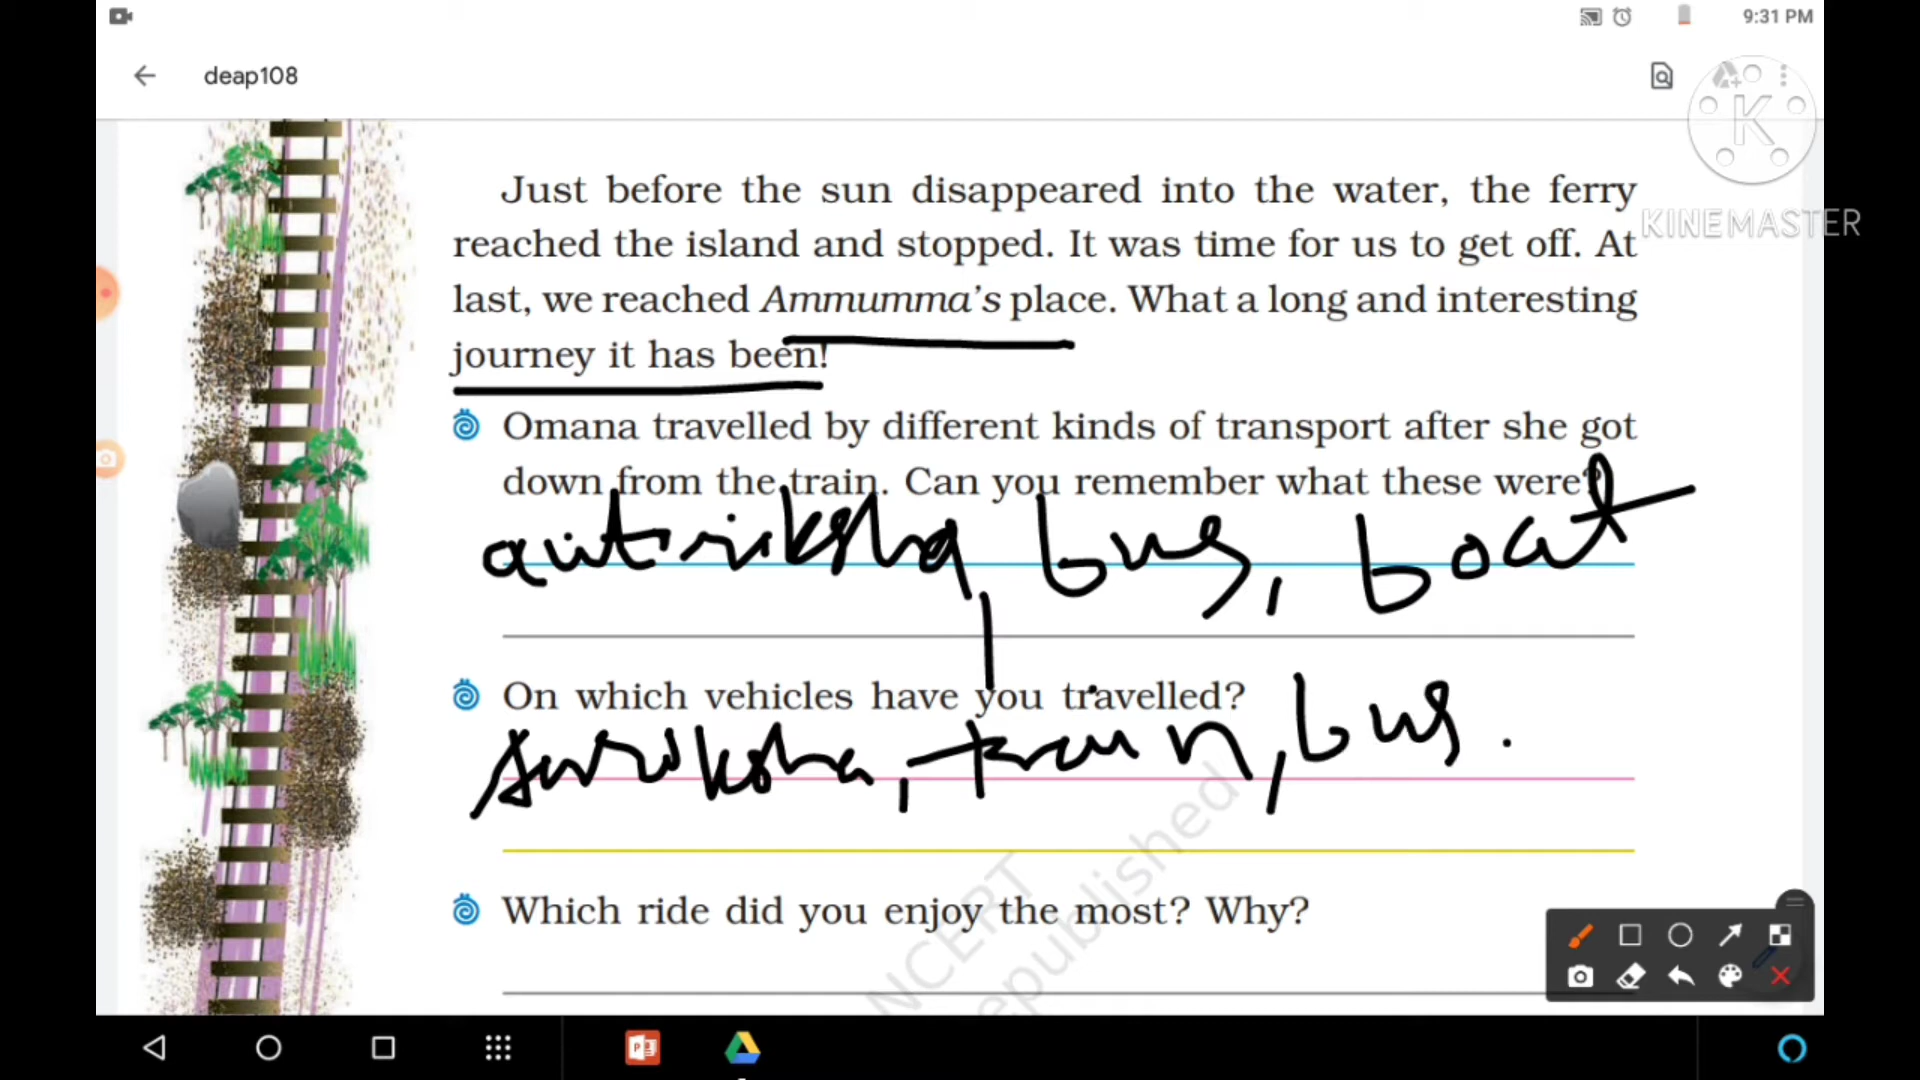 9:31 PM
deap108
K
KINEMASTER
Just before the sun disappeared into the water, the ferry
reached the island and stopped. It was time for us to get off. At
last, we reached Ammumma's place. What a long and interesting
journey it has been!
Omana travelled by different kinds of transport after she got
down from the train. Can you remember what these were?
autriksha, bus, boat
On which vehicles have you travelled?
train, bus.
Which ride did you enjoy the most? Why?
NCERT
republished